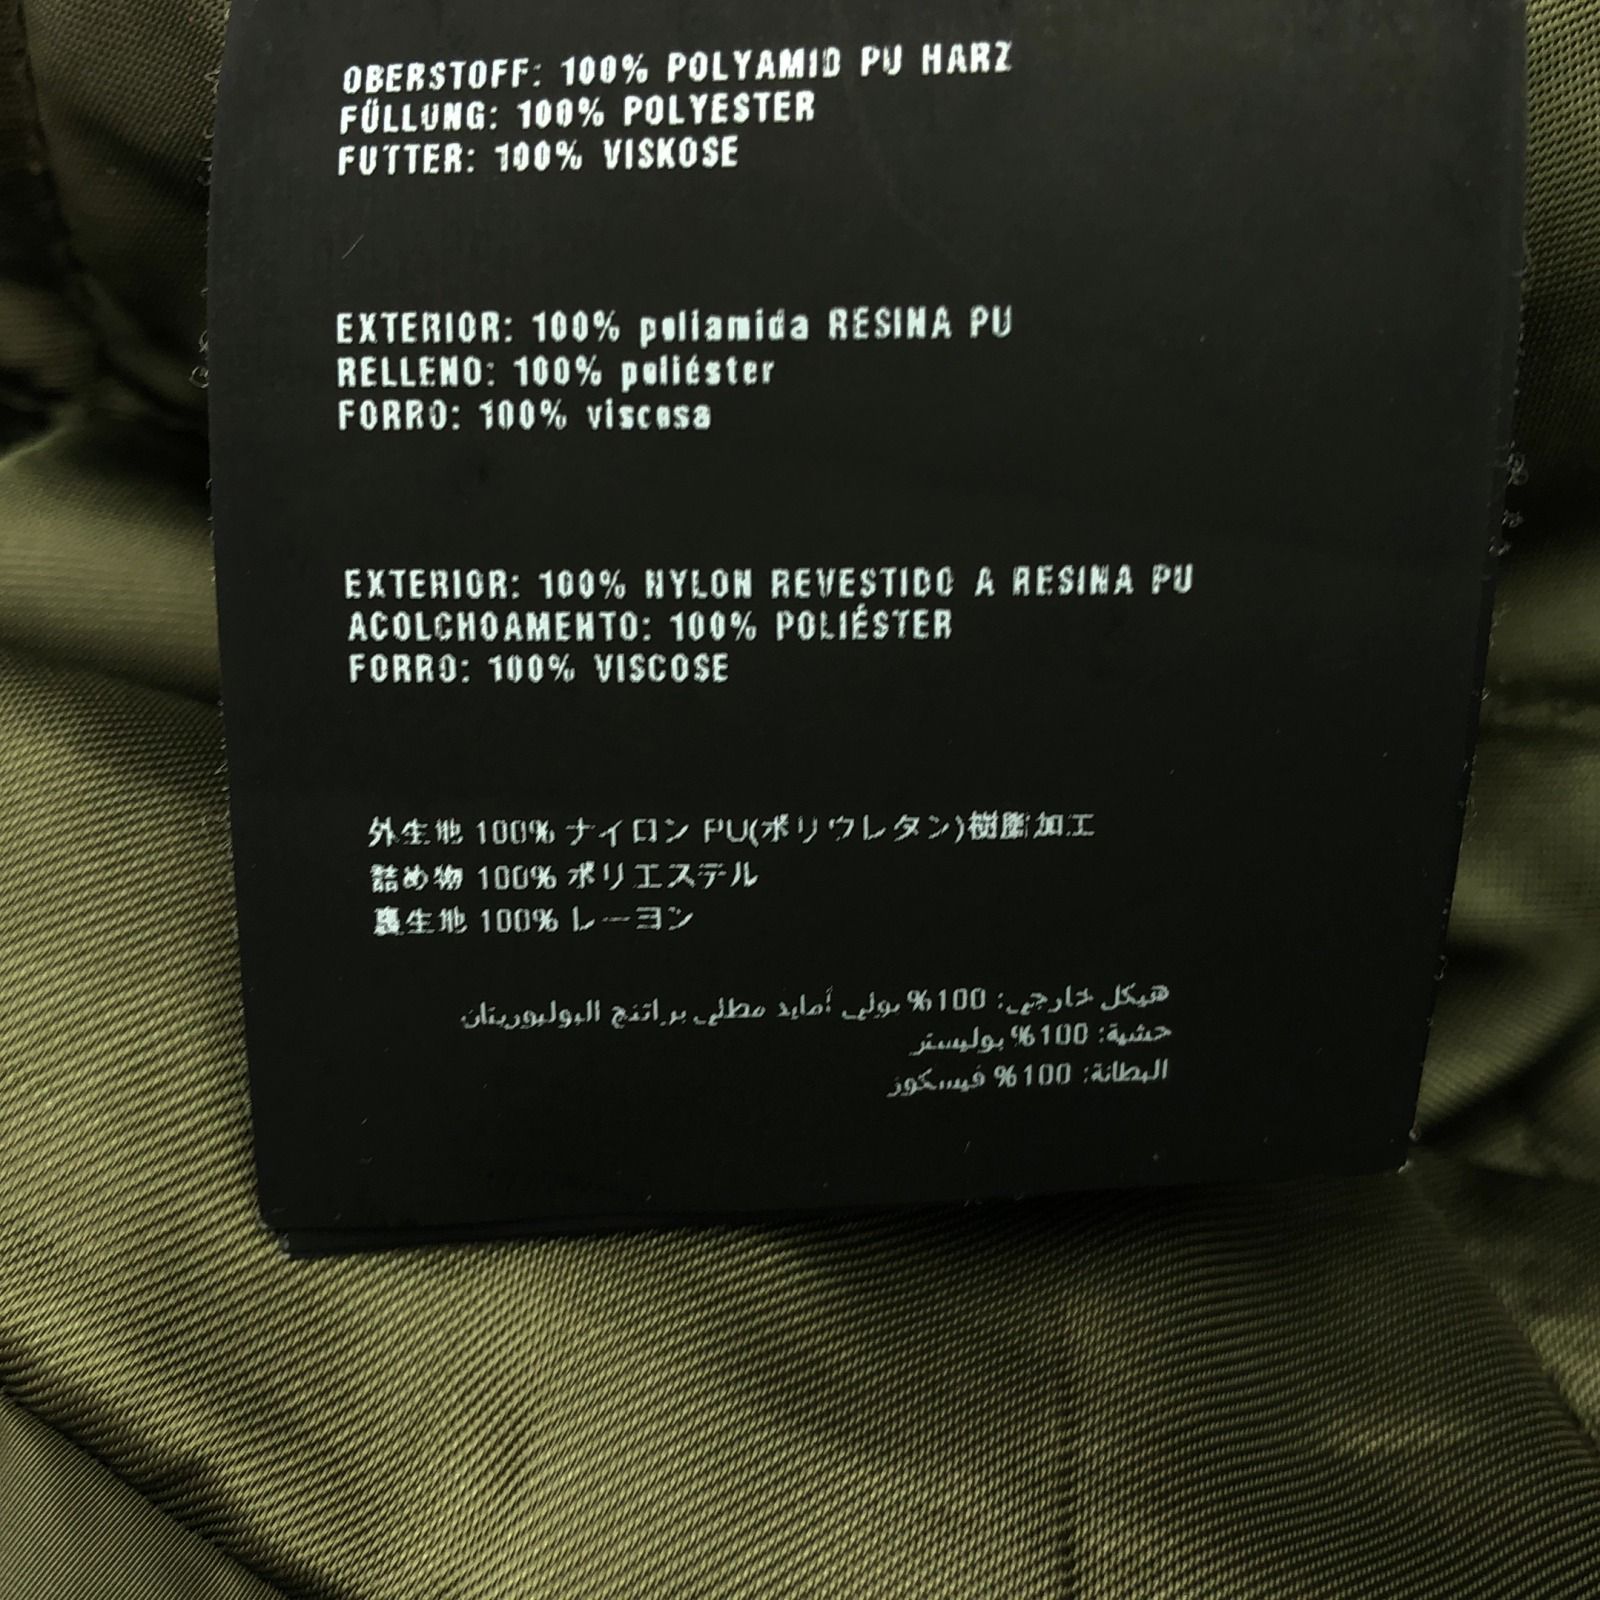 OBERSTOFF: 100% POLYAMID PU HARZ
FÜLLUNG: 100% POLYESTER
FUTTER: 100% VISKOSE
EXTERIOR: 100% poliamida RESINA PU
RELLENO: 100% poliéster
FORRO: 100% viscosa
EXTERIOR: 100% NYLON REVESTIDO A RESINA PU
ACOLCHOAMENTO: 100% POLIÉSTER
FORRO: 100% VISCOSE
外生地 100% ナイロン PU(ポリウレタン)樹脂加工
詰め物 100% ポリエステル
裏生地 100% レーヨン
هيكل خارجي: 100% بولي أمايد مطلي براتنج البوليوريتان
حشية: 100% بوليستر
البطانة: 100% فيسكوز